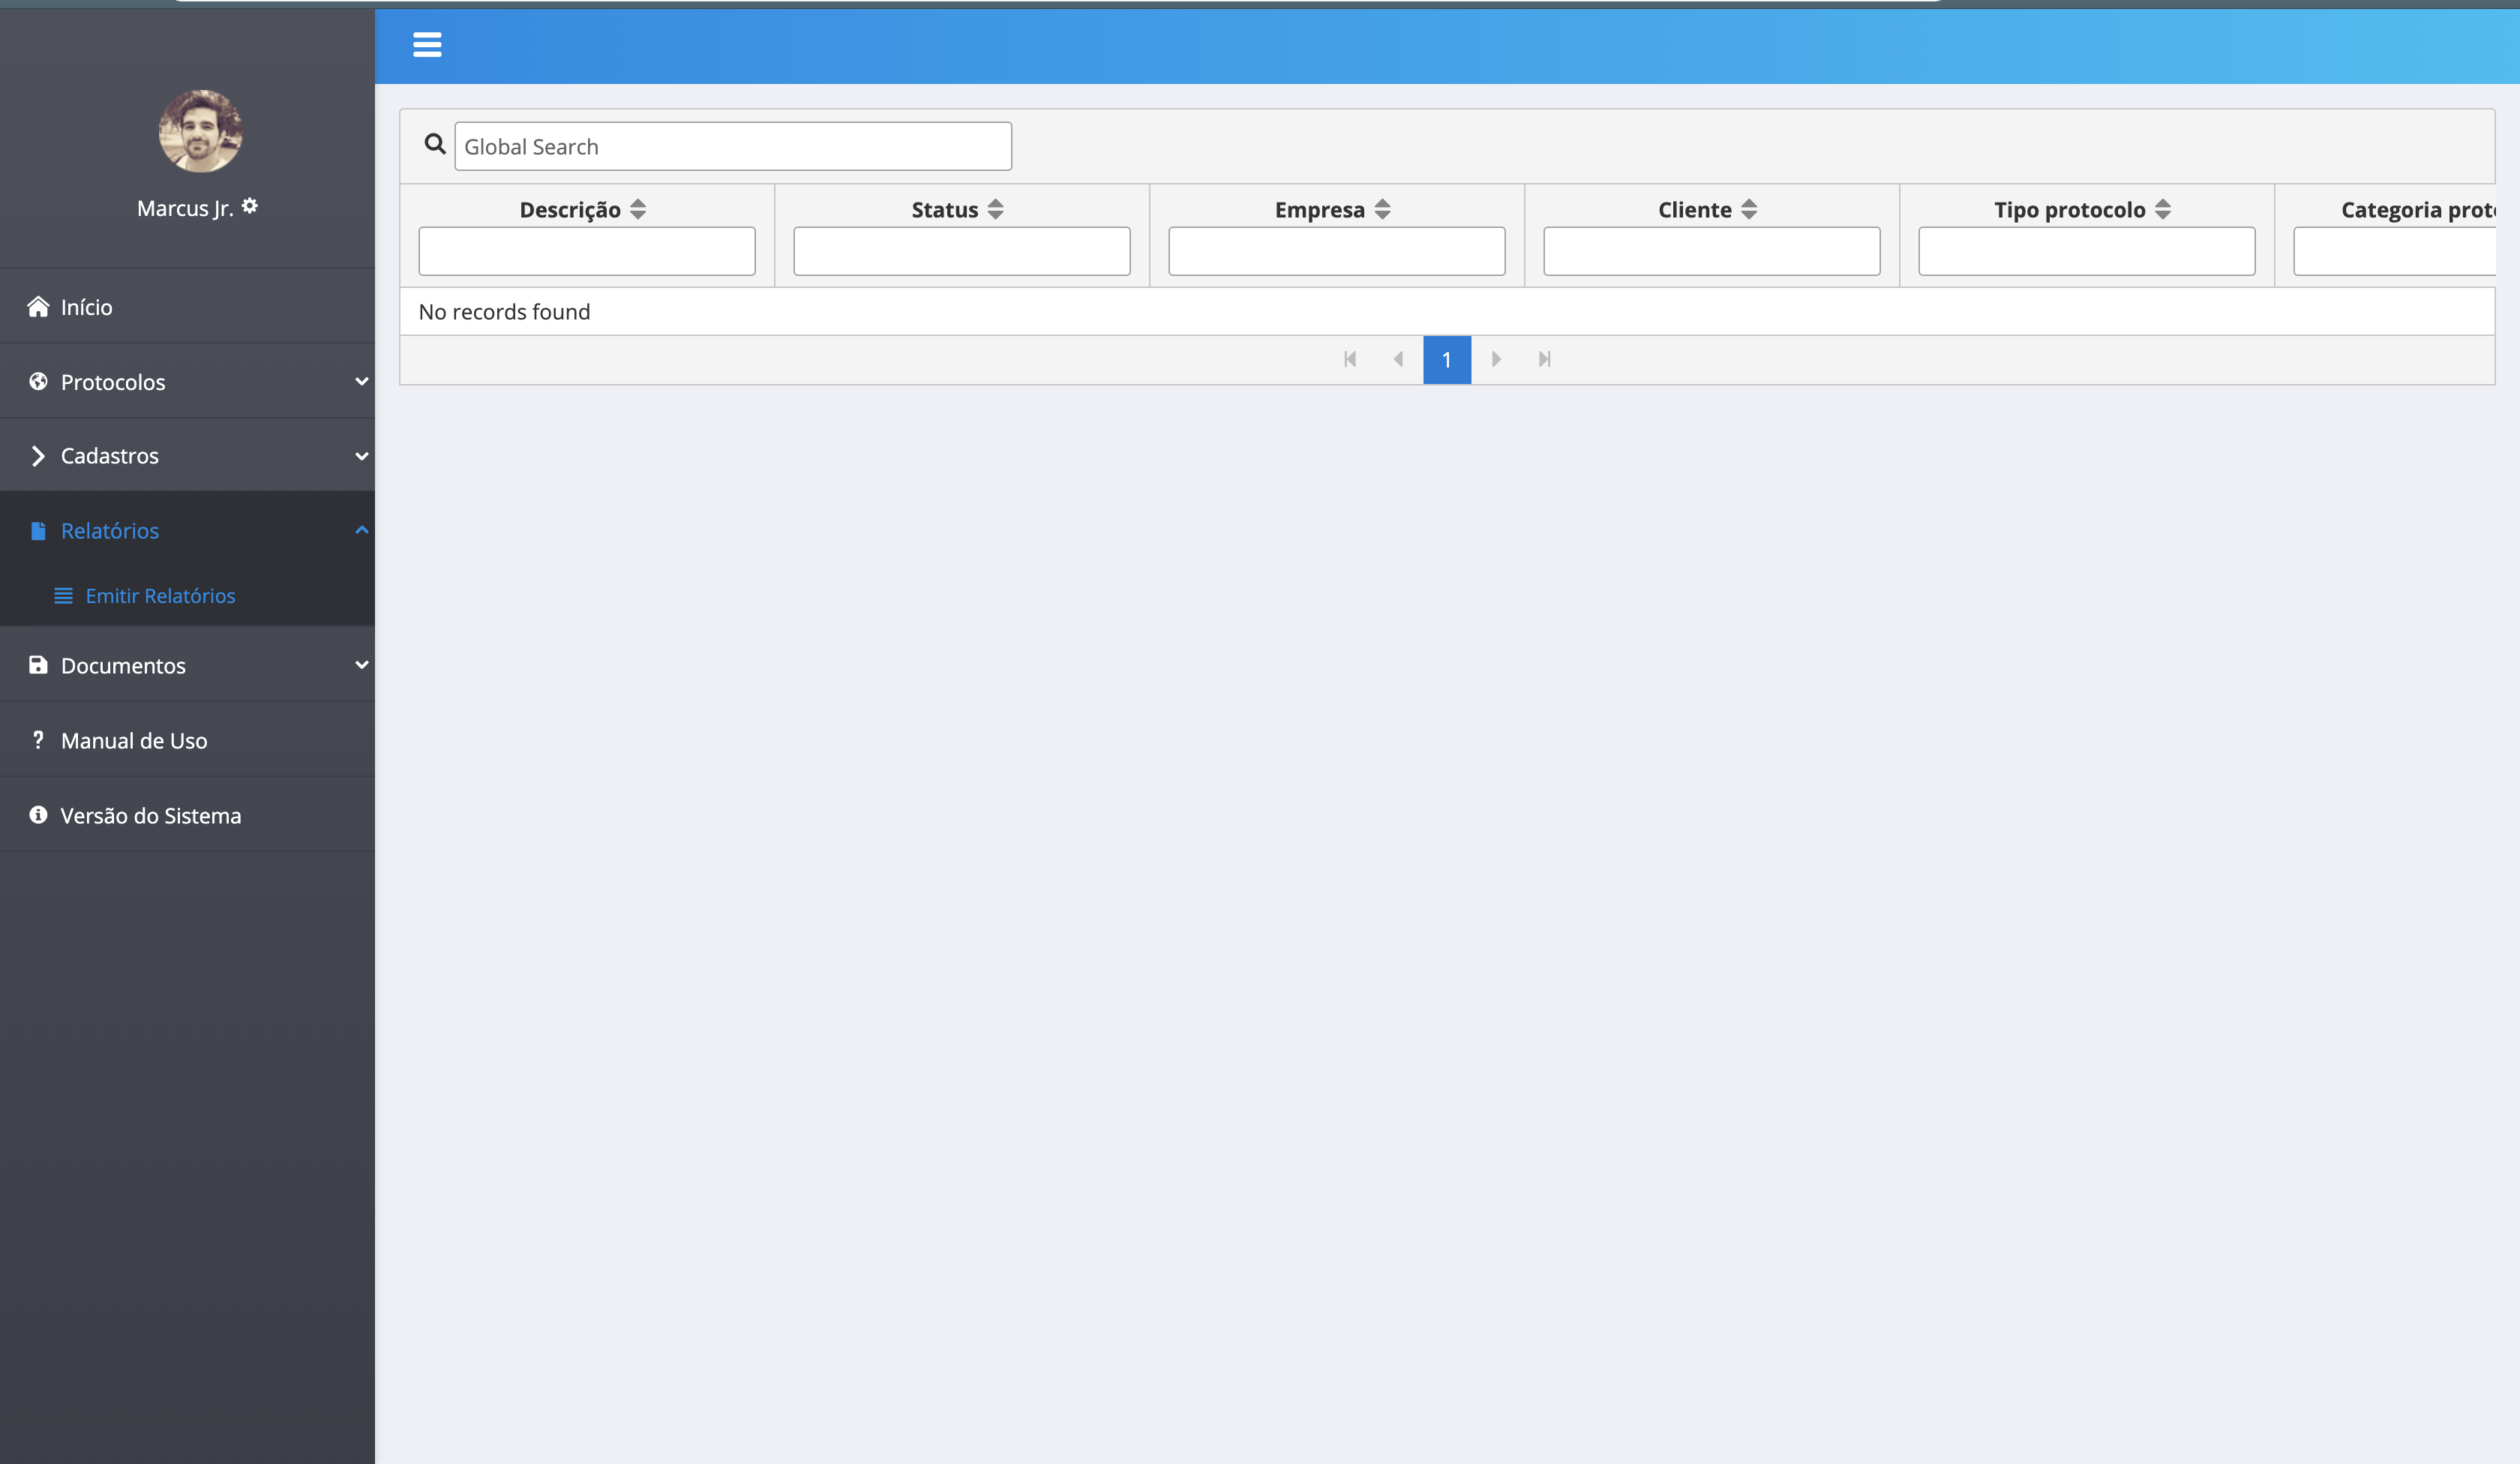 Marcus Jr.
Início
Protocolos
Cadastros
Relatórios
Emitir Relatórios
Documentos
Manual de Uso
Versão do Sistema
Global Search
Descrição Status Empresa Cliente Tipo protocolo Categoria prot
No records found
1